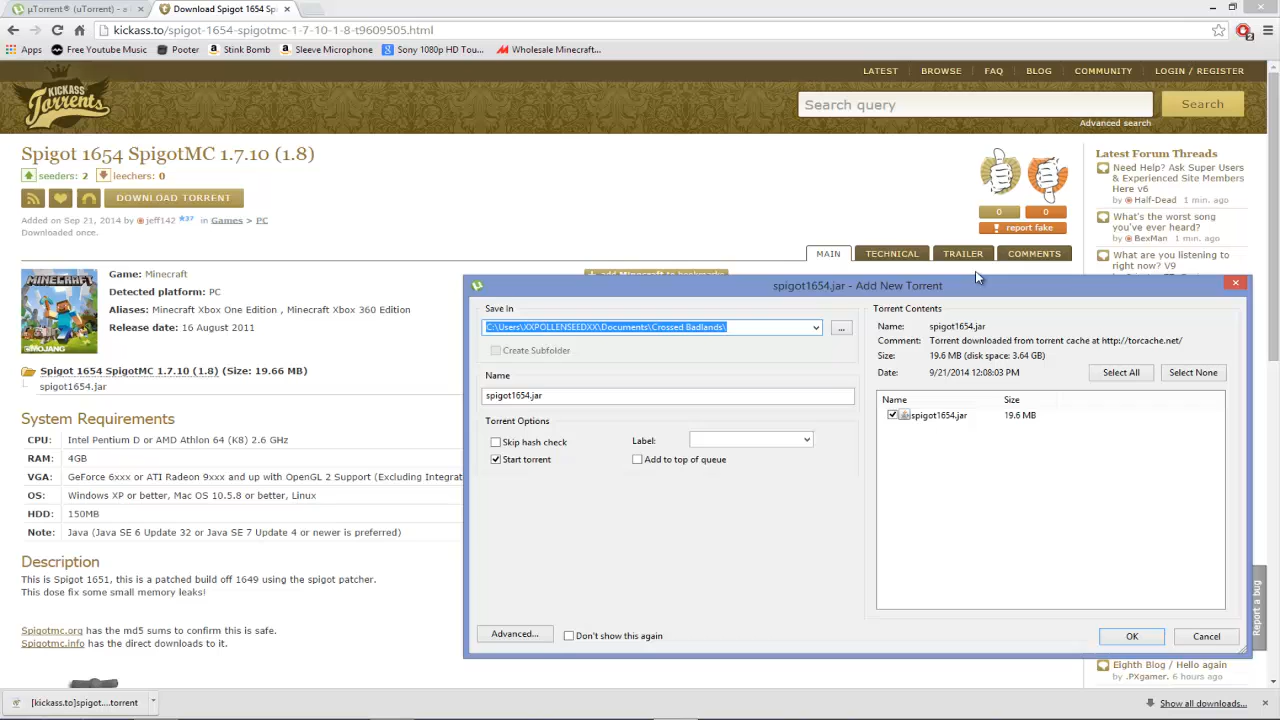 µTorrent® (uTorrent) – a
Download Spigot 1654 Sp
kickass.to/spigot-1654-spigotmc-1-7-10-1-8-t9609505.html
Apps Free Youtube Music Pooter Stink Bomb Sleeve Microphone Sony 1080p HD Tou... Wholesale Minecraft...
LATEST BROWSE FAQ BLOG COMMUNITY LOGIN / REGISTER
KICKASS
Torrents
Search query
Search
Advanced search
Spigot 1654 SpigotMC 1.7.10 (1.8)
seeders: 2 leechers: 0
DOWNLOAD TORRENT
Added on Sep 21, 2014 by jeff142 37 in Games > PC
Downloaded once.
0 0
report fake
MAIN TECHNICAL TRAILER COMMENTS
Latest Forum Threads
Need Help? Ask Super Users
& Experienced Site Members
Here v6
by Half-Dead 1 min. ago
What's the worst song
you've ever heard?
by BexMan 1 min. ago
What are you listening to
right now? V9
add Minecraft to bookmarks
MINECRAFT
MOJANG
Game: Minecraft
Detected platform: PC
Aliases: Minecraft Xbox One Edition , Minecraft Xbox 360 Edition
Release date: 16 August 2011
Spigot 1654 SpigotMC 1.7.10 (1.8) (Size: 19.66 MB)
spigot1654.jar
System Requirements
CPU: Intel Pentium D or AMD Athlon 64 (K8) 2.6 GHz
RAM: 4GB
VGA: GeForce 6xxx or ATI Radeon 9xxx and up with OpenGL 2 Support (Excluding Integrat
OS: Windows XP or better, Mac OS 10.5.8 or better, Linux
HDD: 150MB
Note: Java (Java SE 6 Update 32 or Java SE 7 Update 4 or newer is preferred)
Description
This is Spigot 1651, this is a patched build off 1649 using the spigot patcher.
This dose fix some small memory leaks!
Spigotmc.org has the md5 sums to confirm this is safe.
Spigotmc.info has the direct downloads to it.
spigot1654.jar - Add New Torrent
Save In
C:\Users\XXPOLLENSEEDXX\Documents\Crossed Badlands\
...
Create Subfolder
Name
spigot1654.jar
Torrent Options
Skip hash check
Label:
Start torrent
Add to top of queue
Advanced...
Don't show this again
Torrent Contents
Name: spigot1654.jar
Comment: Torrent downloaded from torrent cache at http://torcache.net/
Size: 19.6 MB (disk space: 3.64 GB)
Date: 9/21/2014 12:08:03 PM
Select All
Select None
Name Size
spigot1654.jar 19.6 MB
OK
Cancel
Report a bug
Eighth Blog / Hello again
by .PXgamer. 6 hours ago
[kickass.to]spigot....torrent
Show all downloads...